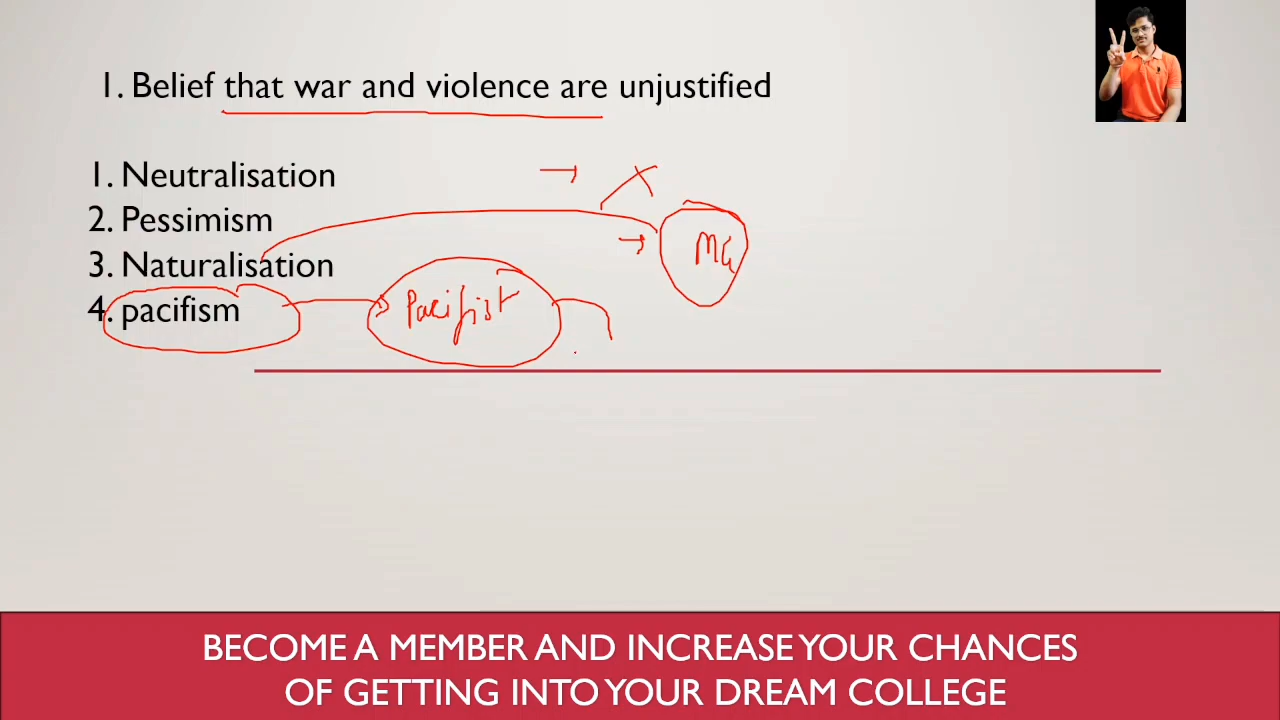 1. Belief that war and violence are unjustified
1. Neutralisation
2. Pessimism
3. Naturalisation
4. pacifism
Pacifist
MG
BECOME A MEMBER AND INCREASE YOUR CHANCES
OF GETTING INTO YOUR DREAM COLLEGE